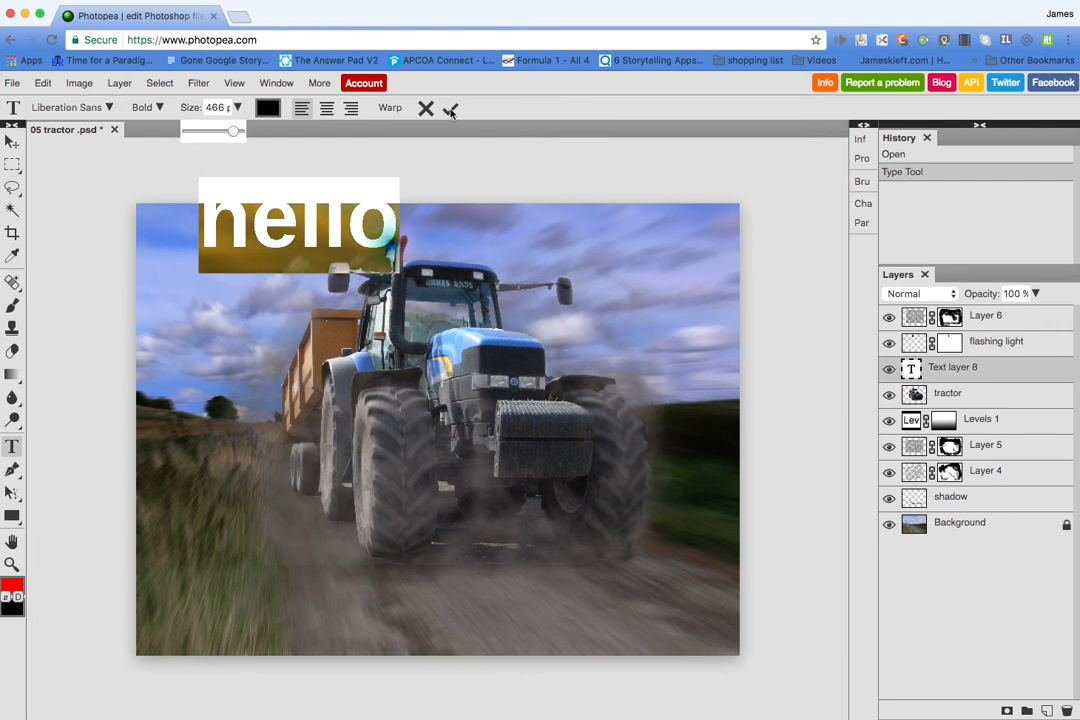 Photopea | edit Photoshop file
James
Secure https://www.photopea.com
Apps Time for a Paradig... Gone Google Story... The Answer Pad V2 APCOA Connect - L... Formula 1 - All 4 6 Storytelling Apps... shopping list Videos Jameskieft.com | H... » Other Bookmarks
File Edit Image Layer Select Filter View Window More Account Info Report a problem Blog API Twitter Facebook
T Liberation Sans Bold Size: 466 Warp
05 tractor .psd *
Inf
Pro
Bru
Cha
Par
History
Open
Type Tool
hello
Layers
Normal Opacity: 100 %
Layer 6
flashing light
T Text layer 8
tractor
Lev Levels 1
Layer 5
Layer 4
shadow
Background
T
D